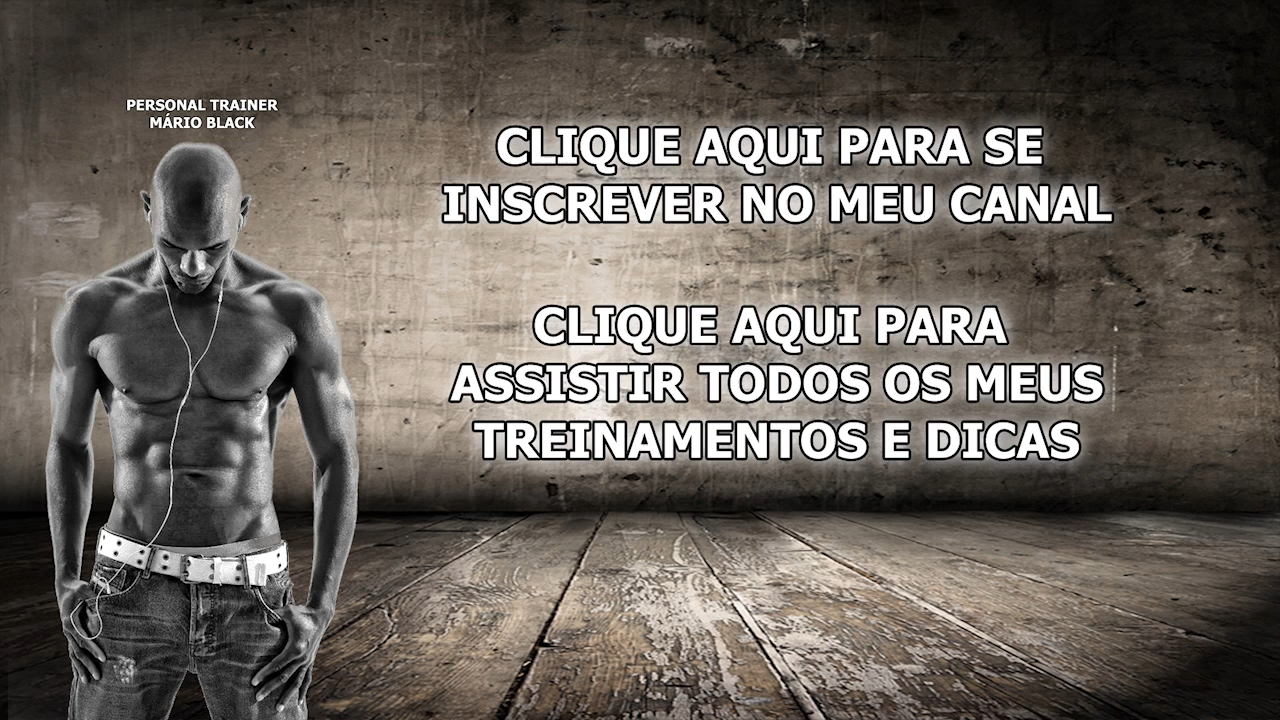 PERSONAL TRAINER
MÁRIO BLACK
CLIQUE AQUI PARA SE
INSCREVER NO MEU CANAL
CLIQUE AQUI PARA
ASSISTIR TODOS OS MEUS
TREINAMENTOS E DICAS